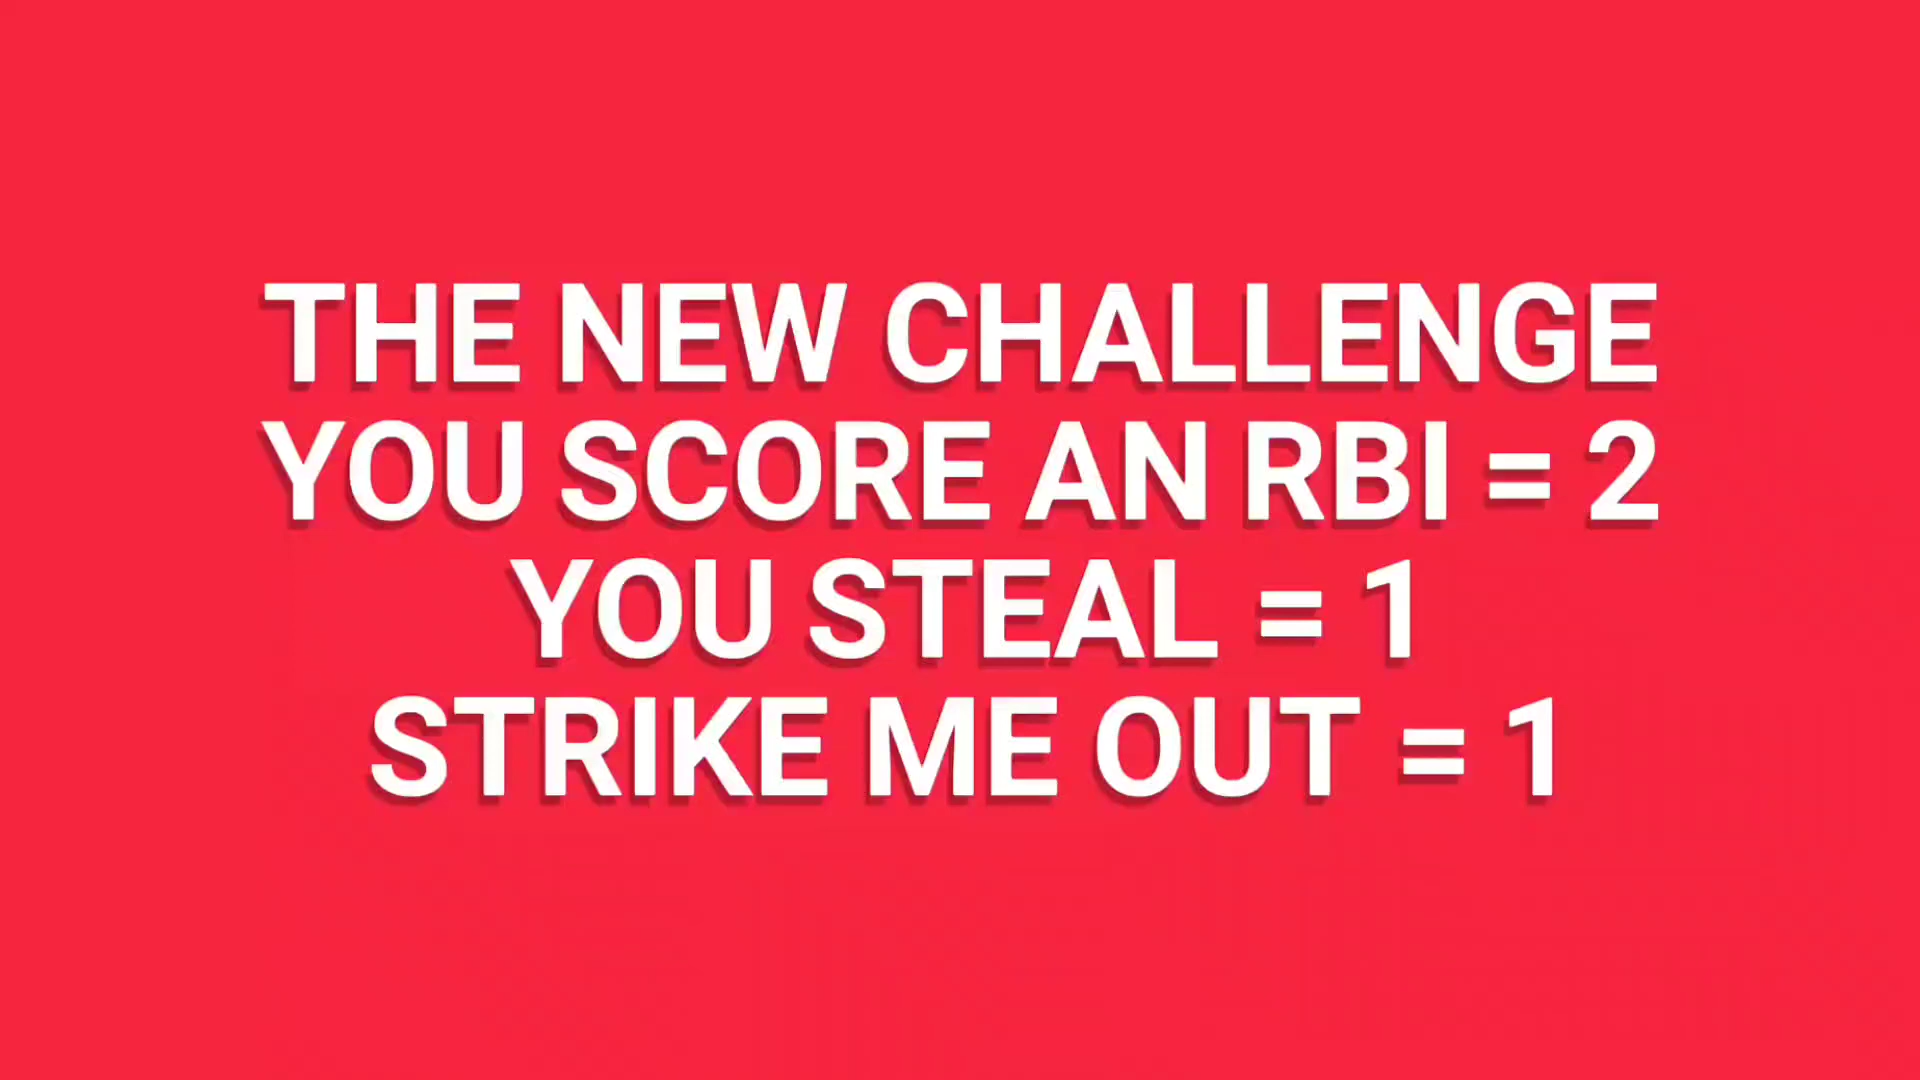 THE NEW CHALLENGE
YOU SCORE AN RBI = 2
YOU STEAL = 1
STRIKE ME OUT = 1